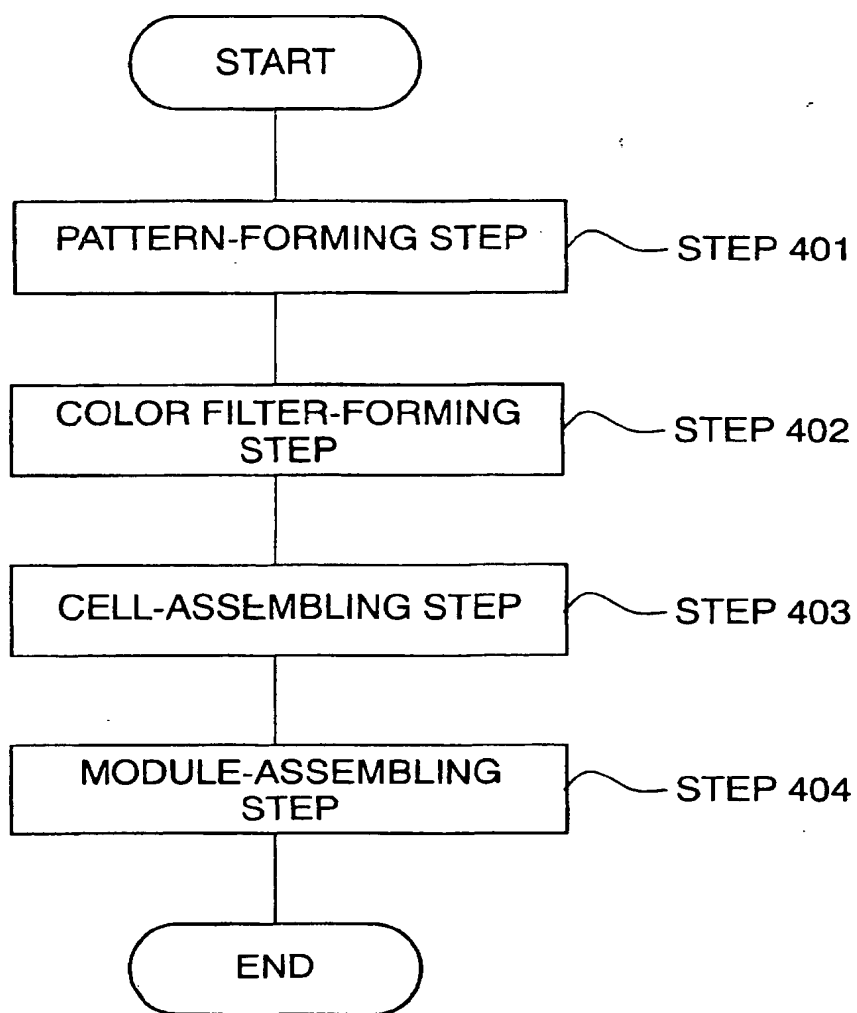 START
PATTERN-FORMING STEP
STEP 401
COLOR FILTER-FORMING
STEP
STEP 402
CELL-ASSEMBLING STEP
STEP 403
MODULE-ASSEMBLING
STEP
STEP 404
END